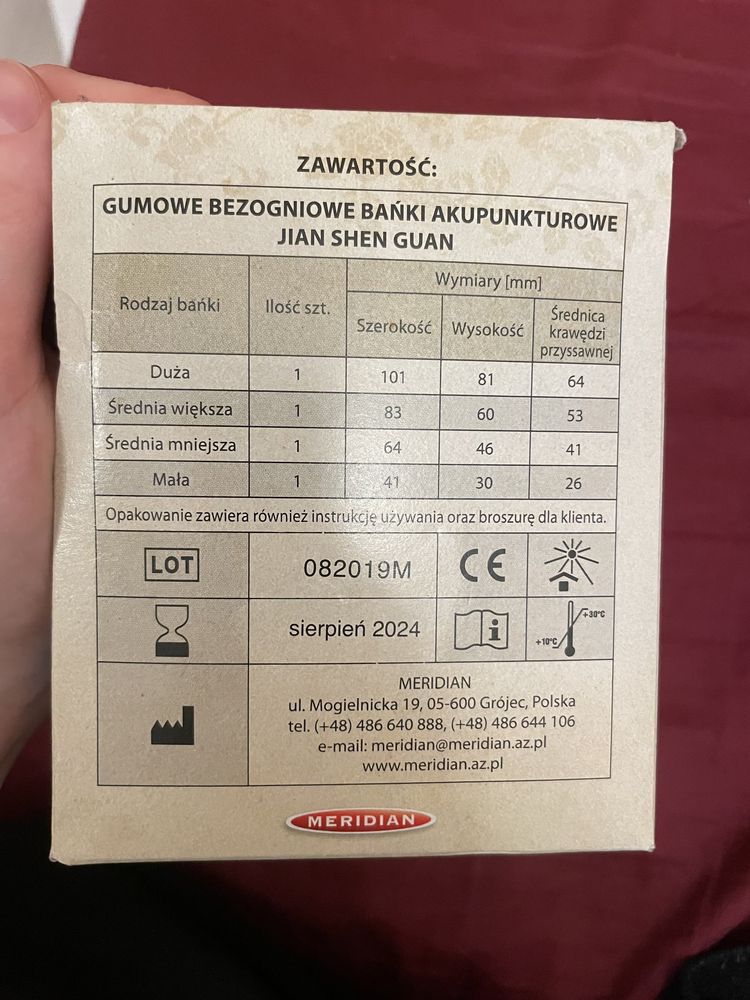 ZAWARTOŚĆ:
GUMOWE BEZOGNIOWE BAŃKI AKUPUNKTUROWE
JIAN SHEN GUAN
Rodzaj bańki
Ilość szt.
Wymiary [mm]
Szerokość
Wysokość
Średnica
krawędzi
przyssawnej
Duża 1 101 81 64
Średnia większa 1 83 60 53
Średnia mniejsza 1 64 46 41
Mała 1 41 30 26
Opakowanie zawiera również instrukcję używania oraz broszurę dla klienta.
LOT 082019M CE
sierpień 2024 i +10°C +30°C
MERIDIAN
ul. Mogielnicka 19, 05-600 Grójec, Polska
tel. (+48) 486 640 888, (+48) 486 644 106
e-mail: meridian@meridian.az.pl
www.meridian.az.pl
MERIDIAN